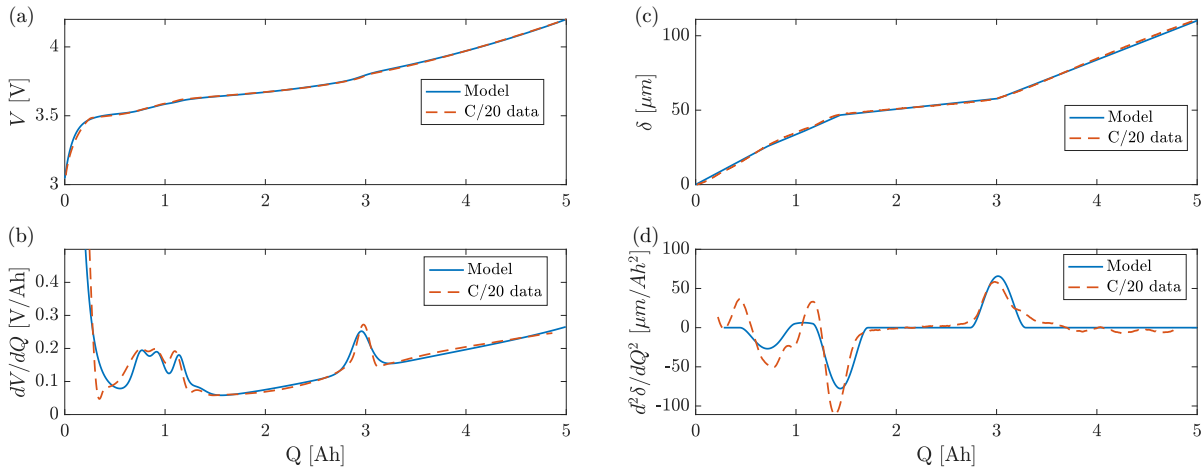 (a)
4
3.5
3
V [V]
0 1 2 3 4 5
Model
C/20 data
(c)
100
50
0
δ [μm]
0 1 2 3 4 5
Model
C/20 data
(b)
0.4
0.3
0.2
0.1
0
dV/dQ [V/Ah]
0 1 2 3 4 5
Q [Ah]
Model
C/20 data
(d)
100
50
0
-50
-100
d²δ/dQ² [μm/Ah²]
0 1 2 3 4 5
Q [Ah]
Model
C/20 data